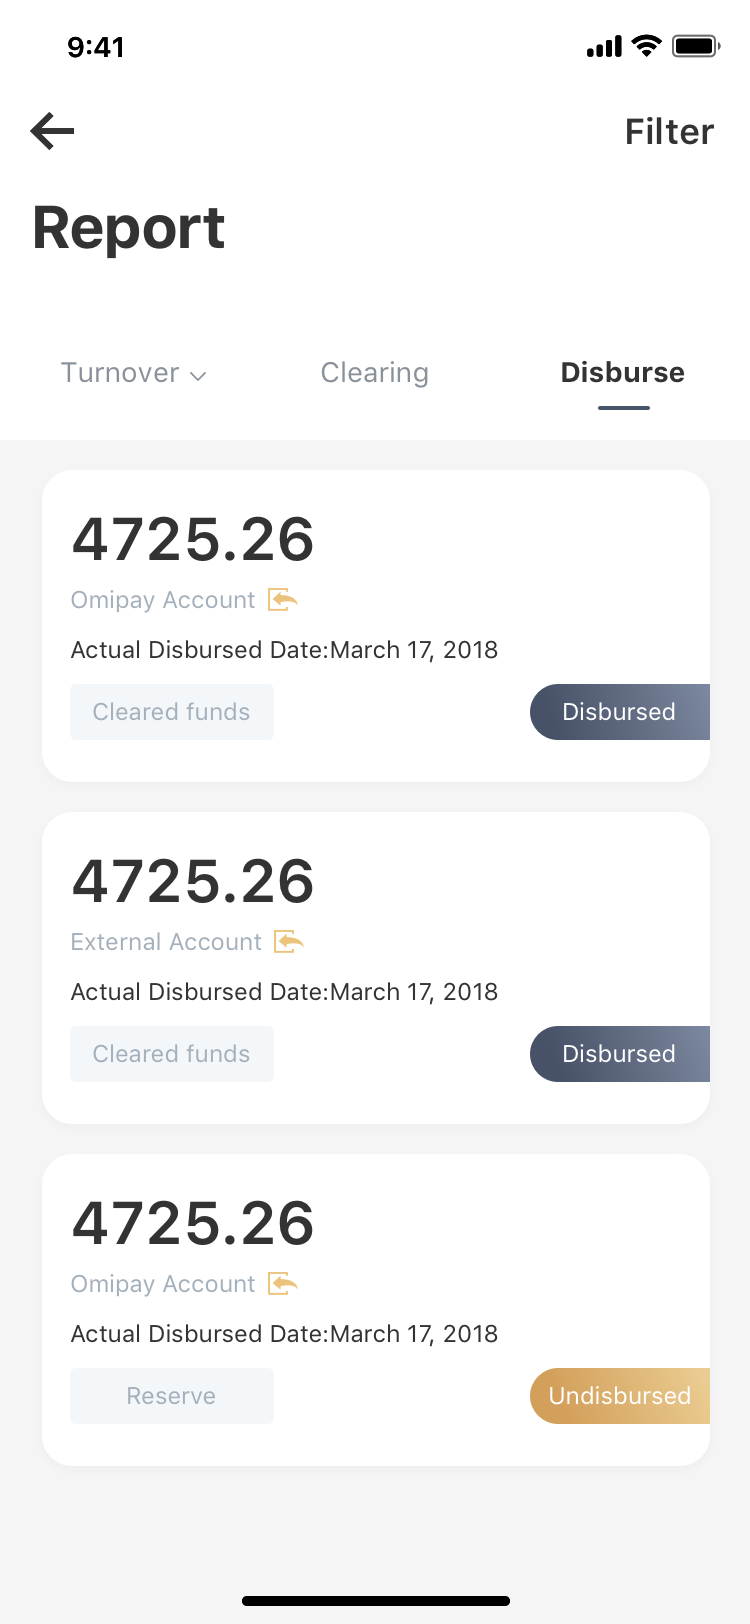 9:41
Filter
Report
Turnover
Clearing
Disburse
4725.26
Omipay Account
Actual Disbursed Date:March 17, 2018
Cleared funds
Disbursed
4725.26
External Account
Actual Disbursed Date:March 17, 2018
Cleared funds
Disbursed
4725.26
Omipay Account
Actual Disbursed Date:March 17, 2018
Reserve
Undisbursed